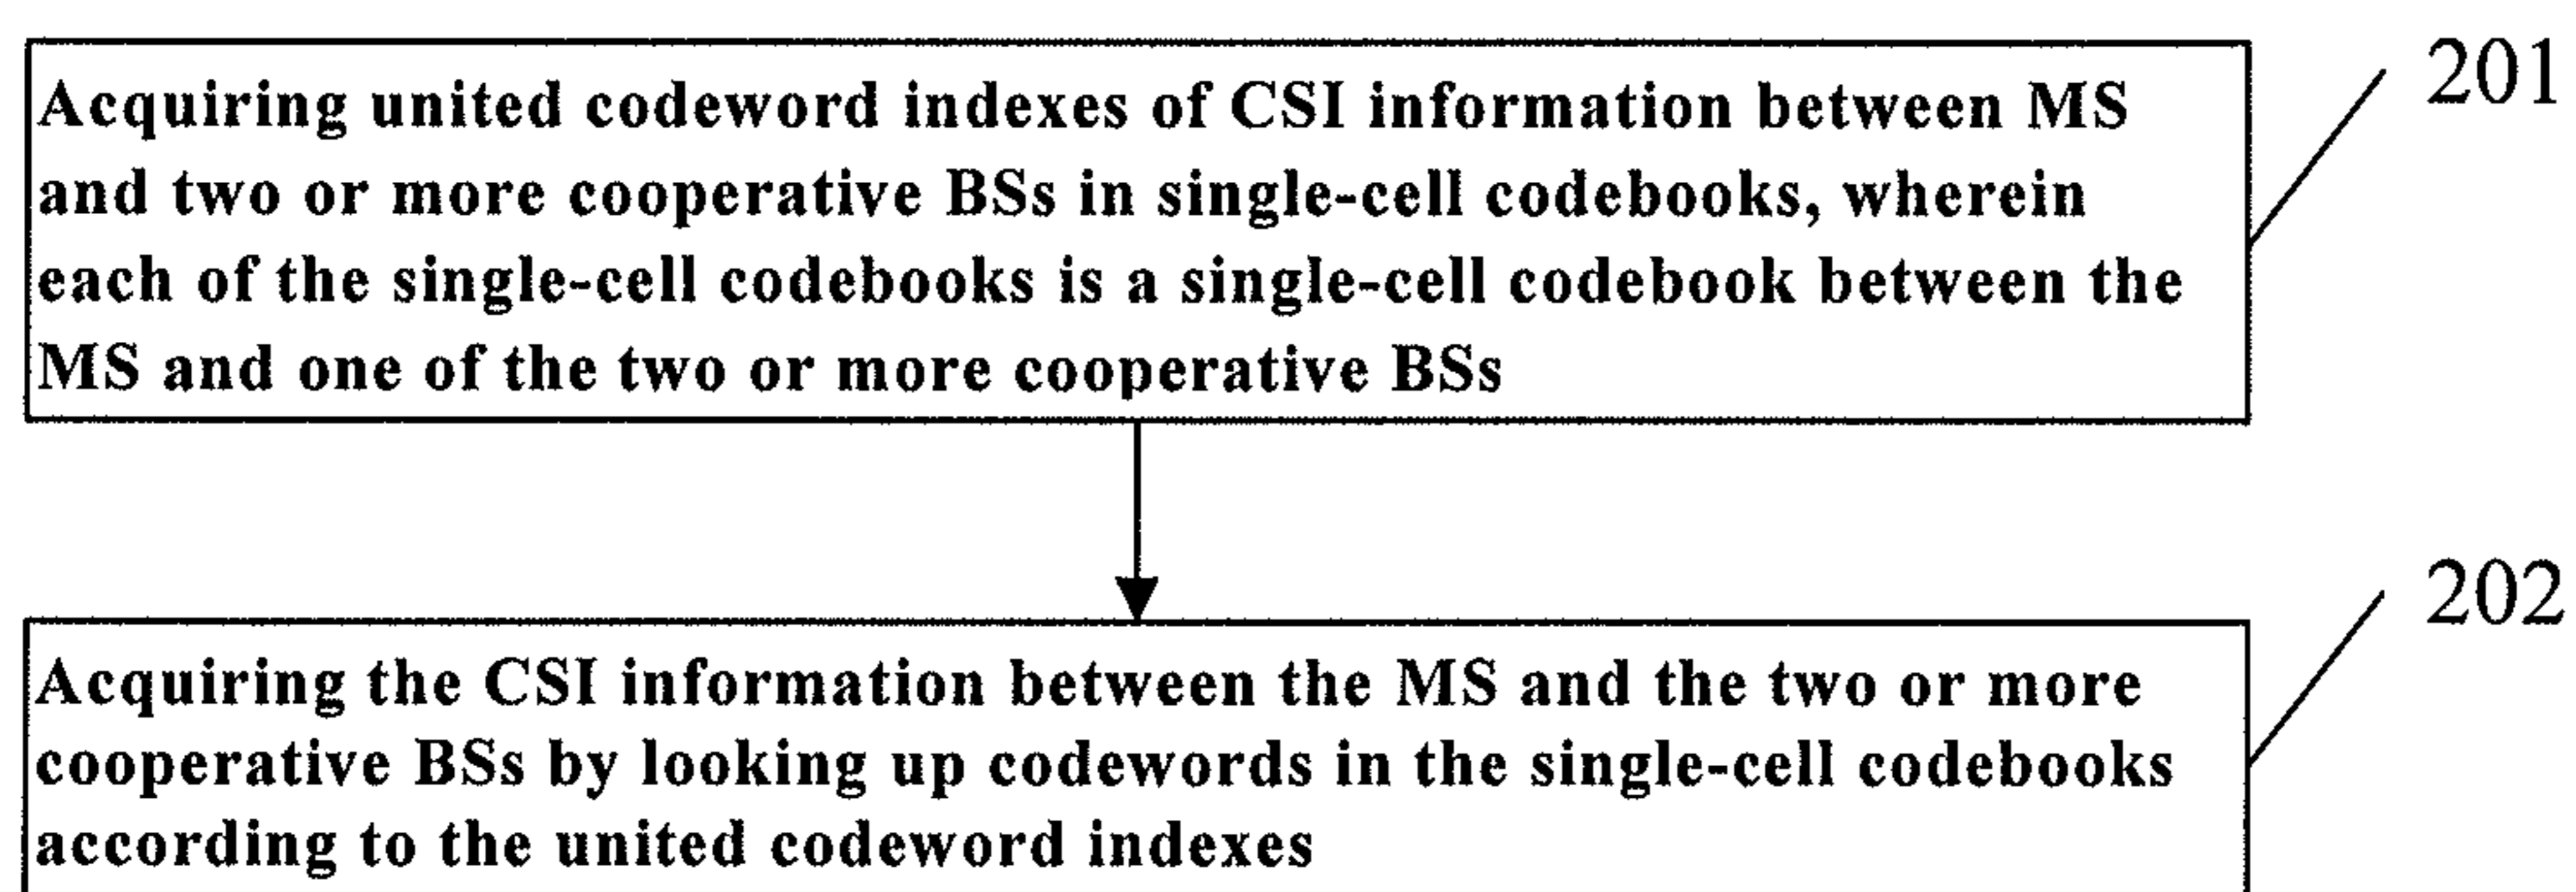 Acquiring united codeword indexes of CSI information between MS
and two or more cooperative BSs in single-cell codebooks, wherein
each of the single-cell codebooks is a single-cell codebook between the
MS and one of the two or more cooperative BSs
201
Acquiring the CSI information between the MS and the two or more
cooperative BSs by looking up codewords in the single-cell codebooks
according to the united codeword indexes
202